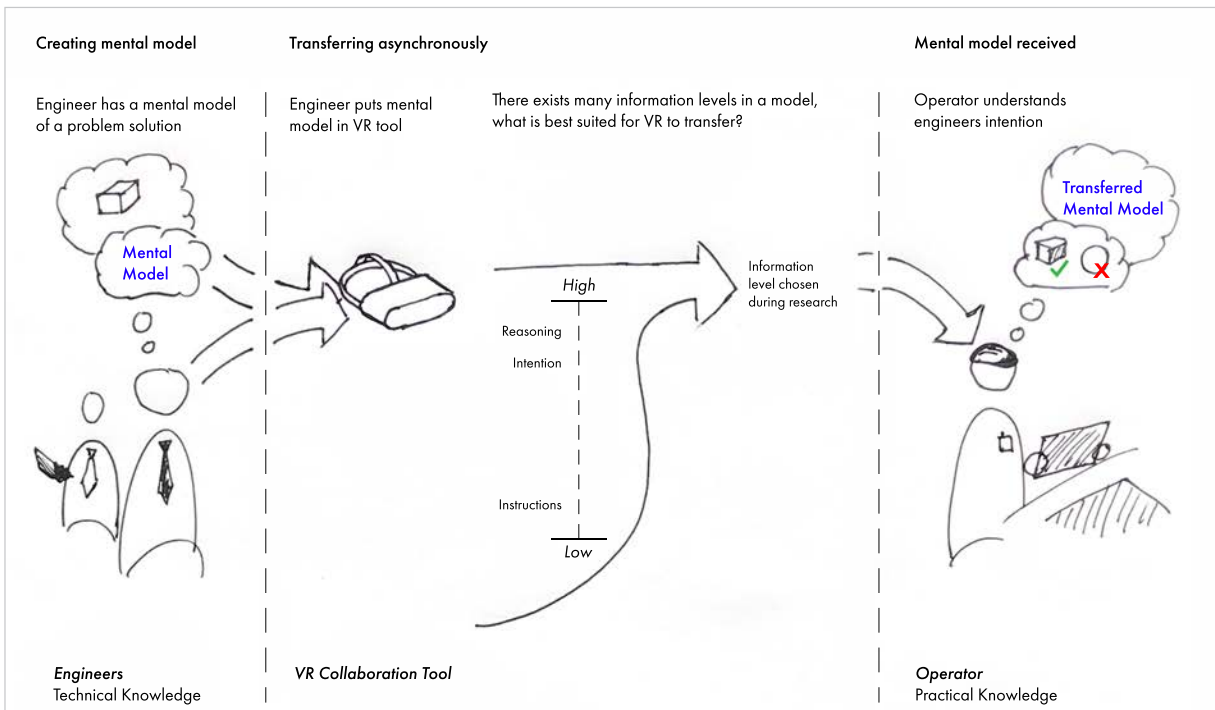 Creating mental model
Engineer has a mental model
of a problem solution
Mental
Model
Engineers
Technical Knowledge
Transferring asynchronously
Engineer puts mental
model in VR tool
There exists many information levels in a model,
what is best suited for VR to transfer?
High
Reasoning
Intention
Instructions
Low
Information
level chosen
during research
VR Collaboration Tool
Mental model received
Operator understands
engineers intention
Transferred
Mental Model
X
Operator
Practical Knowledge